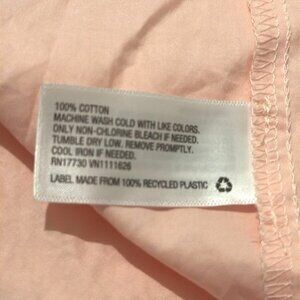 100% COTTON
MACHINE WASH COLD WITH LIKE COLORS.
ONLY NON-CHLORINE BLEACH IF NEEDED.
TUMBLE DRY LOW. REMOVE PROMPTLY.
COOL IRON IF NEEDED.
RN17730 VN1111626
LABEL MADE FROM 100% RECYCLED PLASTIC